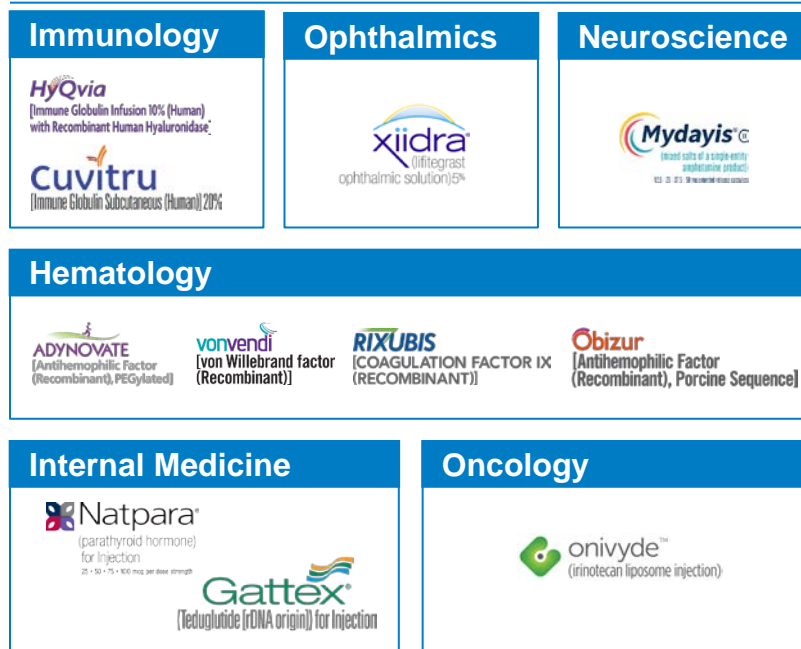 Immunology
HyQvia
[Immune Globulin Infusion 10% (Human)
with Recombinant Human Hyaluronidase]
Cuvitru
[Immune Globulin Subcutaneous (Human)] 20%
Ophthalmics
xiidra®
(lifitegrast
ophthalmic solution)5%
Neuroscience
Mydayis®
(mixed salts of a single-entity
amphetamine product)
Hematology
ADYNOVATE
[Antihemophilic Factor
(Recombinant), PEGylated]
vonvendi
[von Willebrand factor
(Recombinant)]
RIXUBIS
[COAGULATION FACTOR IX
(RECOMBINANT)]
Obizur
[Antihemophilic Factor
(Recombinant), Porcine Sequence]
Internal Medicine
Natpara®
(parathyroid hormone)
for Injection
25 • 50 • 75 • 100 mcg per dose strength
Gattex®
(Teduglutide [rDNA origin]) for Injection
Oncology
onivyde™
(irinotecan liposome injection)